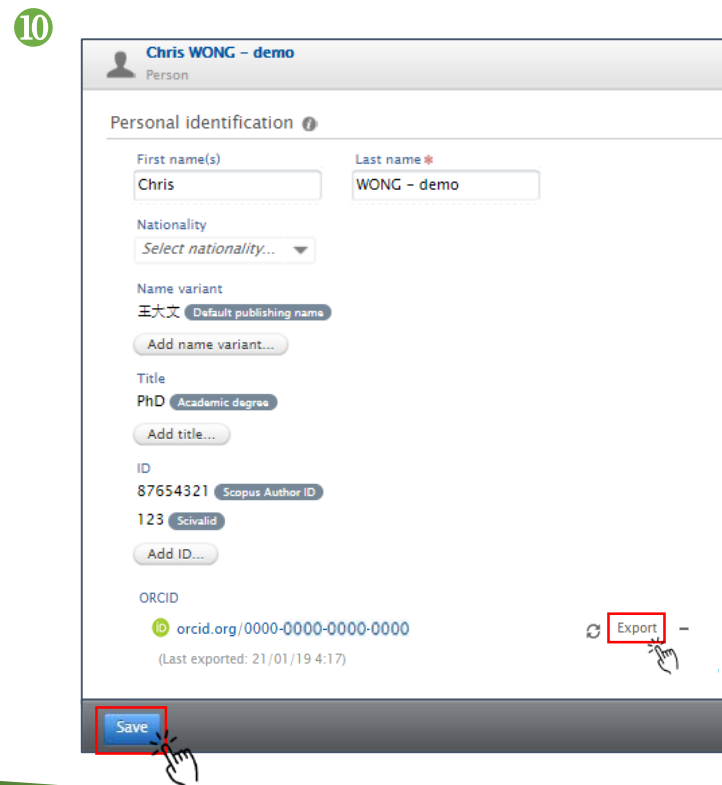 10
Chris WONG – demo
Person
Personal identification i
First name(s) Last name *
Chris WONG – demo
Nationality
Select nationality...
Name variant
王大文 Default publishing name
Add name variant...
Title
PhD Academic degree
Add title...
ID
87654321 Scopus Author ID
123 Scivalid
Add ID...
ORCID
iD orcid.org/0000-0000-0000-0000 Export –
(Last exported: 21/01/19 4:17)
Save